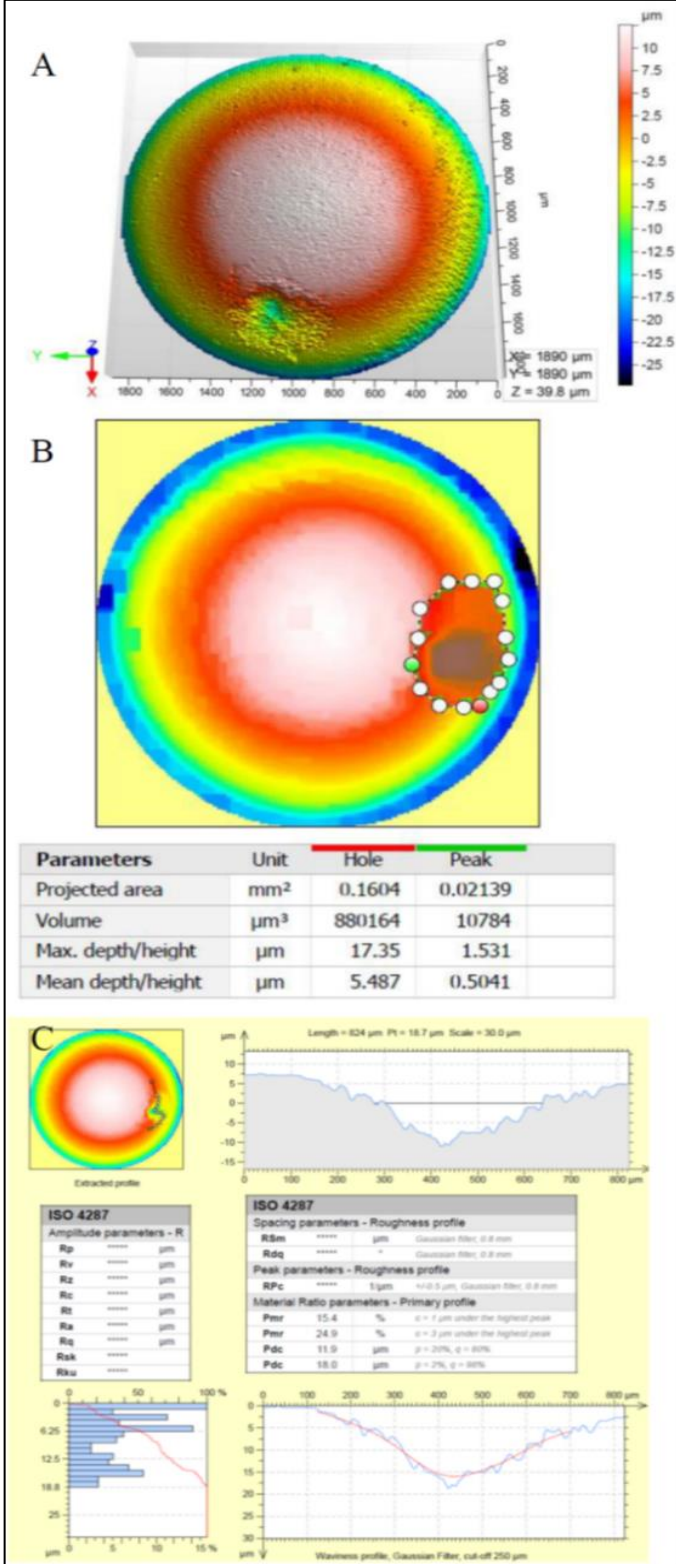 A
µm
10
7.5
5
2.5
0
-2.5
-5
-7.5
-10
-12.5
-15
-17.5
-20
-22.5
-25
0
200
400
600
800
1000
1200
1400
1600
µm
X = 1890 µm
Y = 1890 µm
Z = 39.8 µm
Z
Y
X
1800 1600 1400 1200 1000 800 600 400 200 0
B
Parameters Unit Hole Peak
Projected area mm² 0.1604 0.02139
Volume µm³ 880164 10784
Max. depth/height µm 17.35 1.531
Mean depth/height µm 5.487 0.5041
C
Extracted profile
µm Length = 824 µm Pt = 18.7 µm Scale = 30.0 µm
10
5
0
-5
-10
-15
0 100 200 300 400 500 600 700 800 µm
ISO 4287
Amplitude parameters - R
Rp ***** µm
Rv ***** µm
Rz ***** µm
Rc ***** µm
Rt ***** µm
Ra ***** µm
Rq ***** µm
Rsk *****
Rku *****
ISO 4287
Spacing parameters - Roughness profile
RSm ***** µm Gaussian filter, 0.8 mm
Rdq ***** ° Gaussian filter, 0.8 mm
Peak parameters - Roughness profile
RPc ***** 1/µm +/-0.5 µm, Gaussian filter, 0.8 mm
Material Ratio parameters - Primary profile
Pmr 15.4 % c = 1 µm under the highest peak
Pmr 24.9 % c = 3 µm under the highest peak
Pdc 11.9 µm p = 20%, q = 80%
Pdc 18.0 µm p = 2%, q = 98%
0 50 100 %
0
6.25
12.5
18.8
25
µm 0 5 10 15 %
0 100 200 300 400 500 600 700 800 µm
0
5
10
15
20
25
30
µm
Waviness profile, Gaussian Filter, cut-off 250 µm